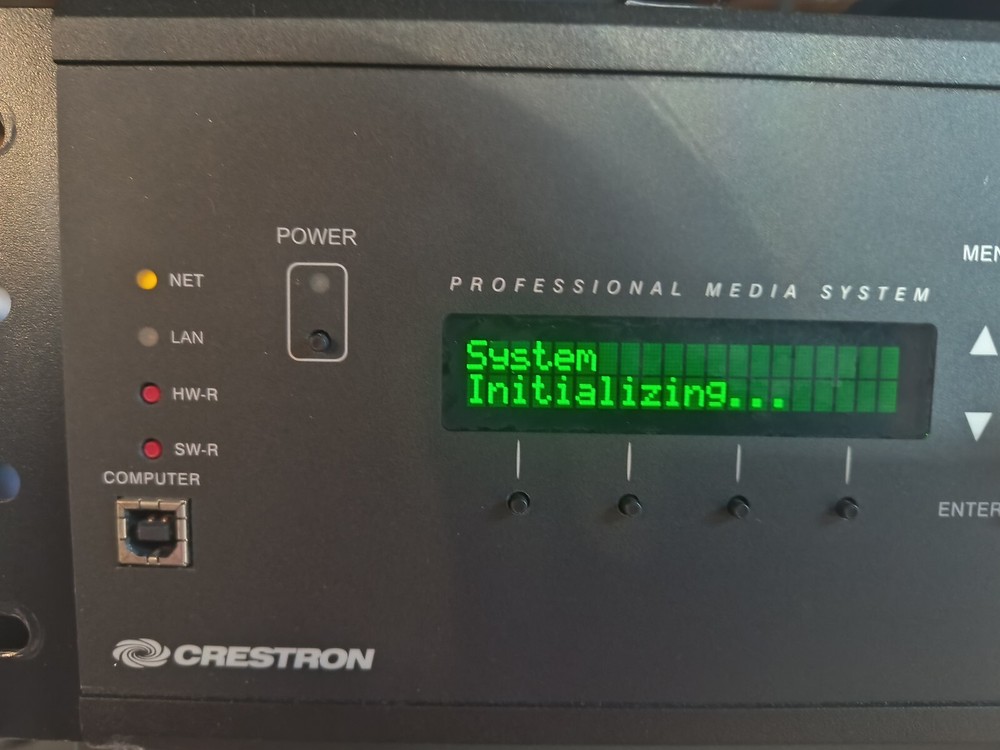 POWER
NET
LAN
HW-R
SW-R
COMPUTER
PROFESSIONAL MEDIA SYSTEM
System
Initializing...
MEN
ENTER
CRESTRON